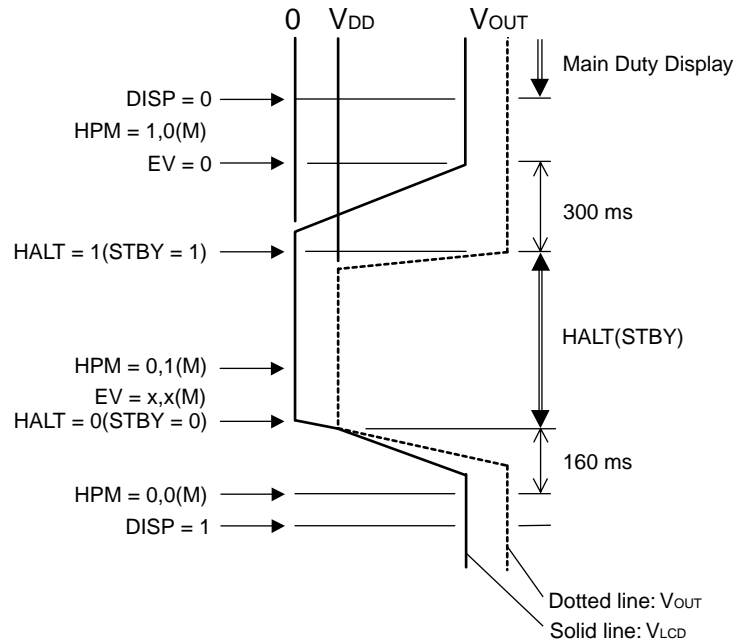 0 VDD VOUT
Main Duty Display
DISP = 0
HPM = 1,0(M)
EV = 0
300 ms
HALT = 1(STBY = 1)
HALT(STBY)
HPM = 0,1(M)
EV = x,x(M)
HALT = 0(STBY = 0)
160 ms
HPM = 0,0(M)
DISP = 1
Dotted line: VOUT
Solid line: VLCD